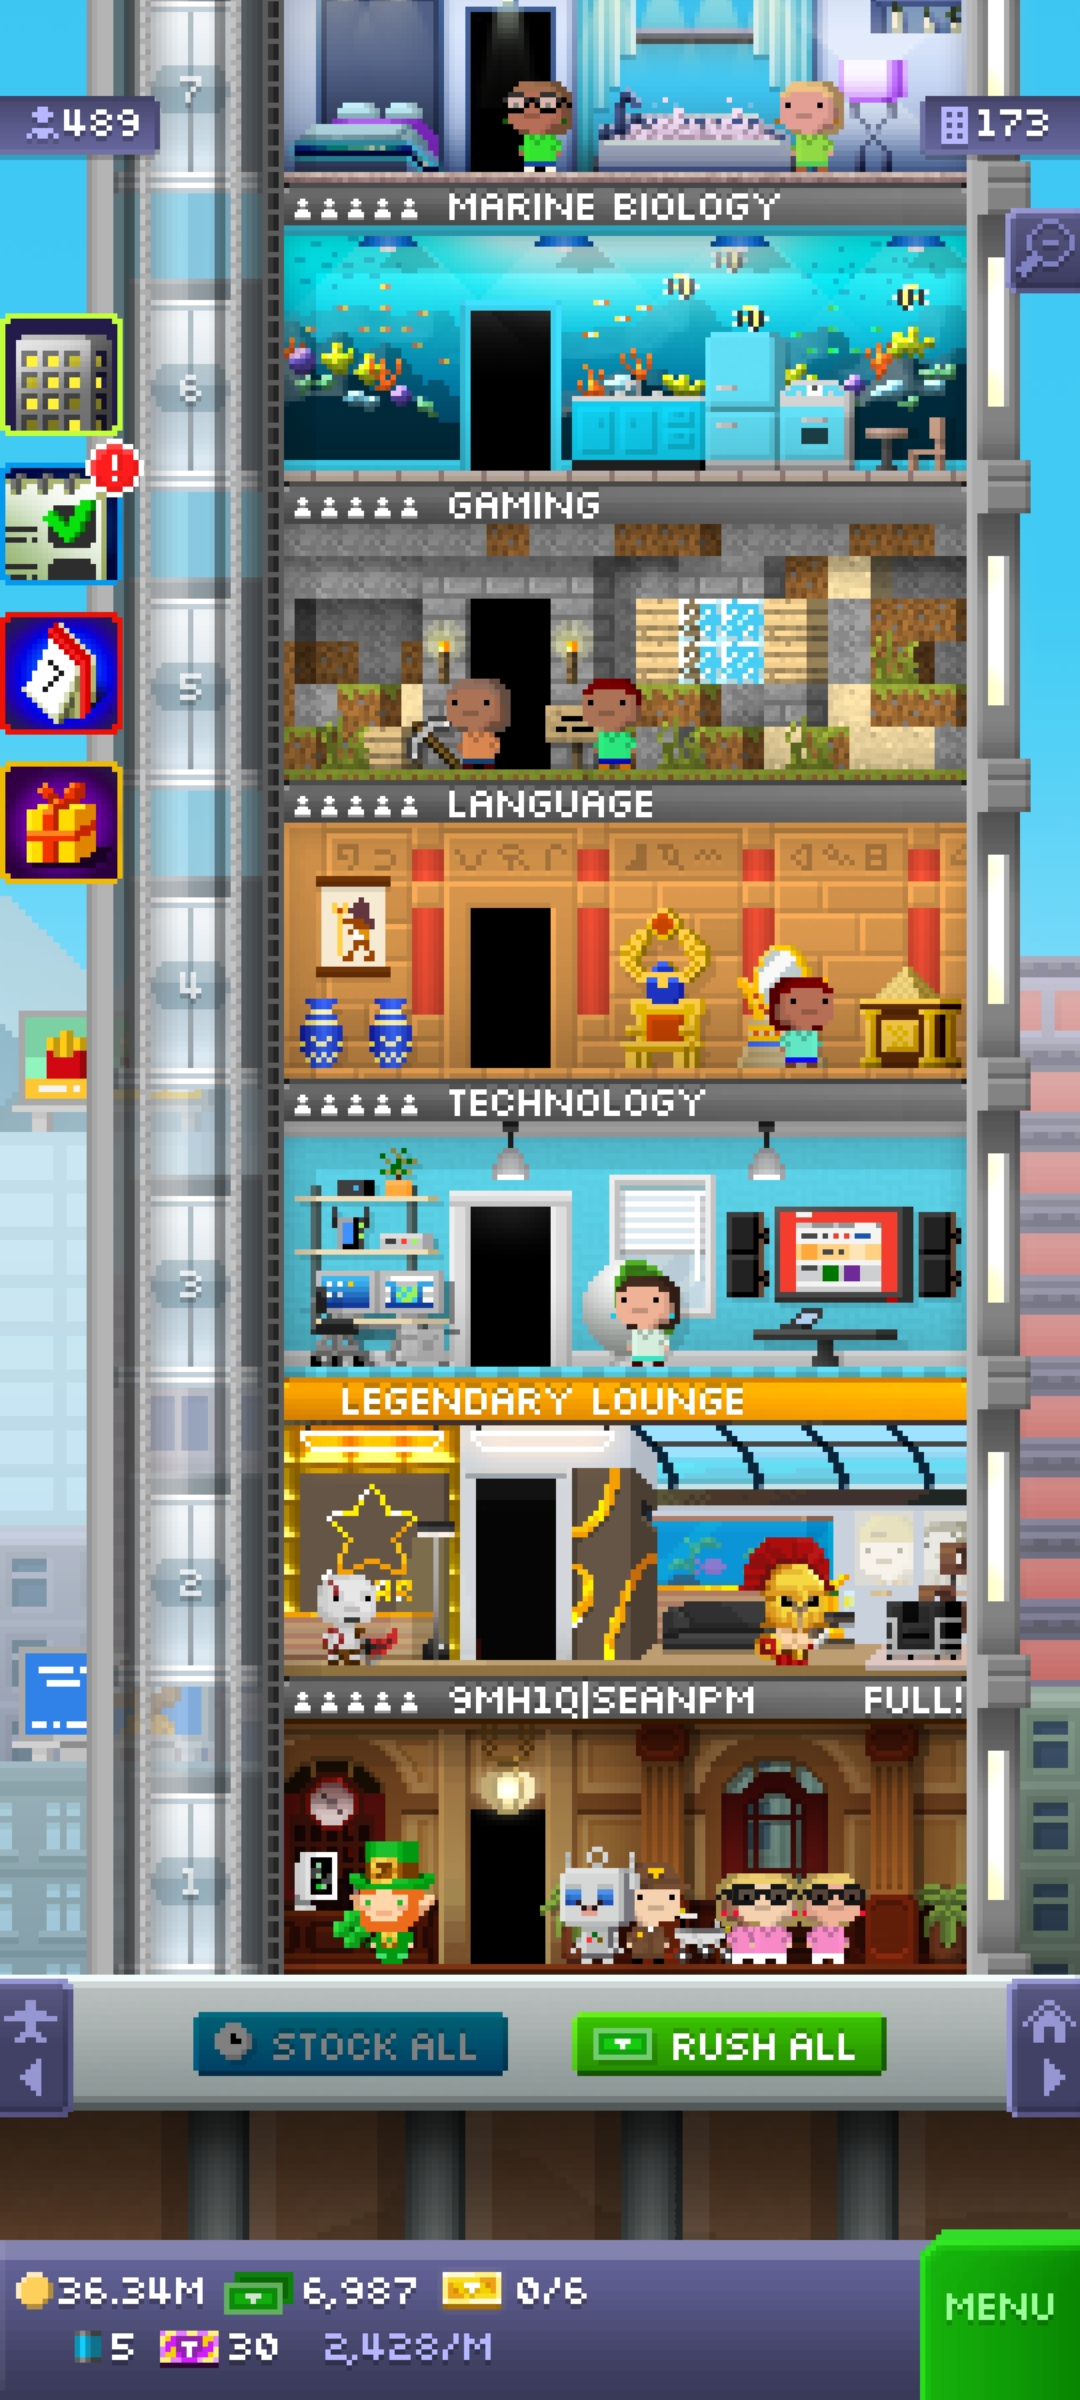 7
489
173
MARINE BIOLOGY
6
GAMING
5
LANGUAGE
4
TECHNOLOGY
3
LEGENDARY LOUNGE
2
9MH1Q|SEANPM FULL!
1
STOCK ALL
RUSH ALL
36.34M 6,987 0/6
MENU
5 30 2,428/M